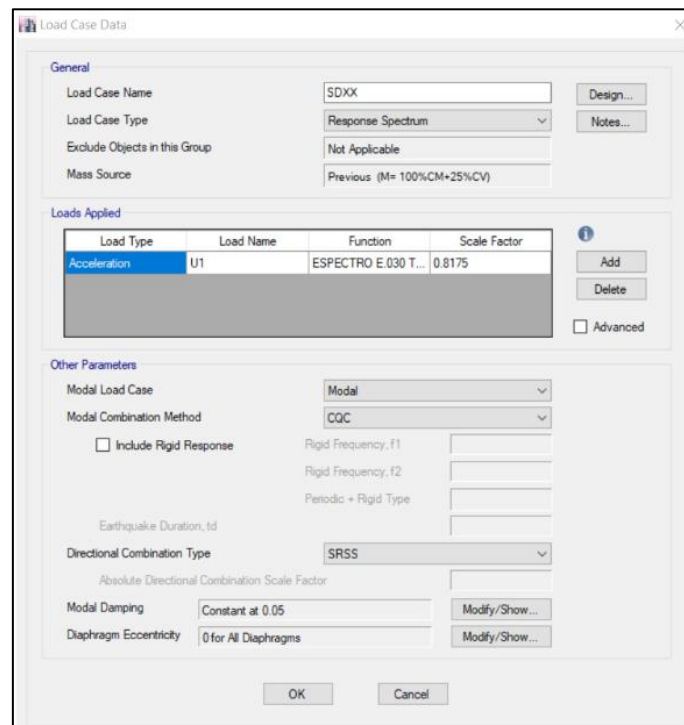 Load Case Data
General
Load Case Name SDXX Design...
Load Case Type Response Spectrum Notes...
Exclude Objects in this Group Not Applicable
Mass Source Previous (M= 100%CM+25%CV)
Loads Applied
Load Type Load Name Function Scale Factor
Acceleration U1 ESPECTRO E.030 T... 0.8175
Add
Delete
Advanced
Other Parameters
Modal Load Case Modal
Modal Combination Method CQC
Include Rigid Response Rigid Frequency, f1
Rigid Frequency, f2
Periodic + Rigid Type
Earthquake Duration, td
Directional Combination Type SRSS
Absolute Directional Combination Scale Factor
Modal Damping Constant at 0.05 Modify/Show...
Diaphragm Eccentricity 0 for All Diaphragms Modify/Show...
OK Cancel